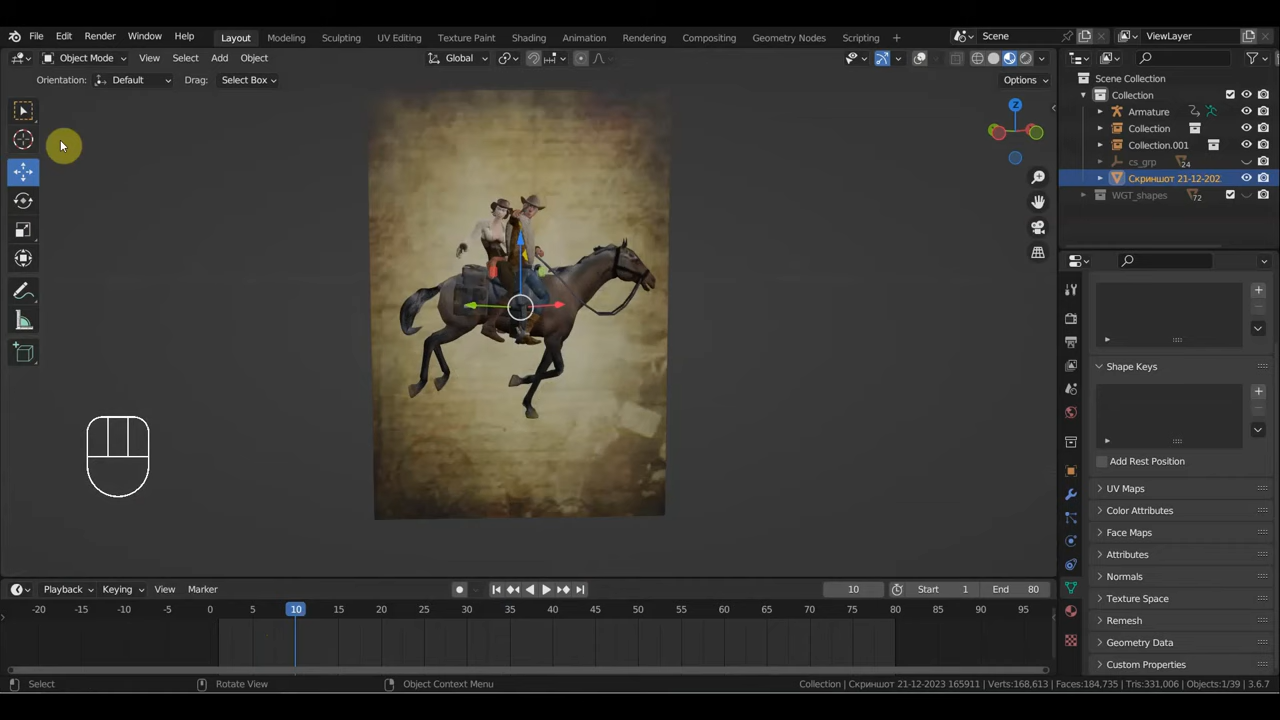 File Edit Render Window Help Layout Modeling Sculpting UV Editing Texture Paint Shading Animation Rendering Compositing Geometry Nodes Scripting + Scene ViewLayer
Object Mode View Select Add Object Global
Orientation: Default Drag: Select Box Options
Z
Scene Collection
Collection
Armature
Collection
Collection.001
cs_grp 24
Скриншот 21-12-202
WGT_shapes 72
Shape Keys
Add Rest Position
UV Maps
Color Attributes
Face Maps
Attributes
Normals
Texture Space
Remesh
Geometry Data
Custom Properties
Playback Keying View Marker 10 Start 1 End 80
-20 -15 -10 -5 0 5 10 15 20 25 30 35 40 45 50 55 60 65 70 75 80 85 90 95
Select Rotate View Object Context Menu Collection | Скриншот 21-12-2023 165911 | Verts:168,613 | Faces:184,735 | Tris:331,006 | Objects:1/39 | 3.6.7